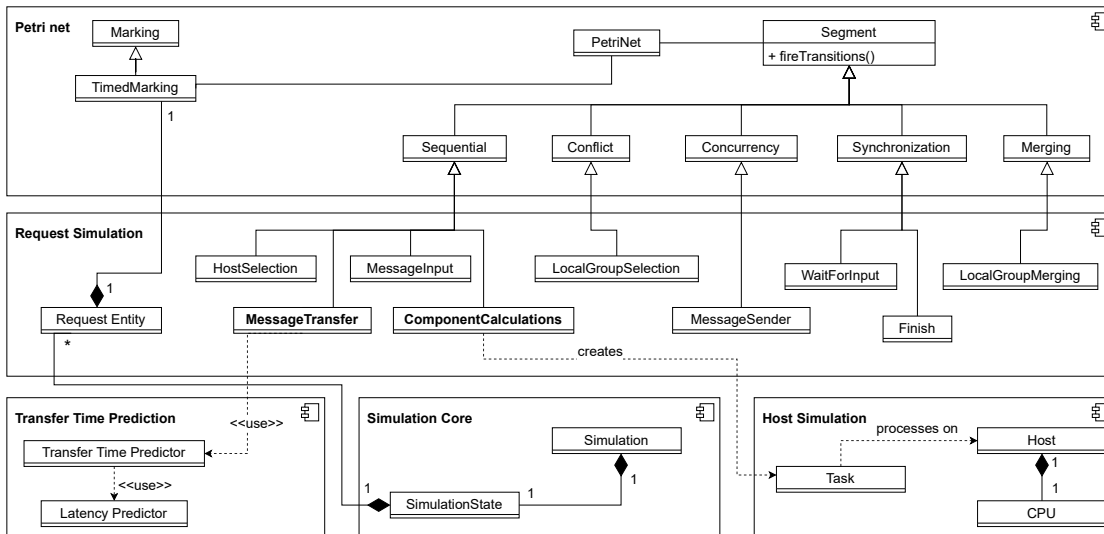 Petri net
Marking
TimedMarking
1
PetriNet
Segment
+ fireTransitions()
Sequential
Conflict
Concurrency
Synchronization
Merging
Request Simulation
HostSelection
MessageInput
LocalGroupSelection
WaitForInput
LocalGroupMerging
1
Request Entity
*
MessageTransfer
ComponentCalculations
MessageSender
Finish
creates
Transfer Time Prediction
<<use>>
Transfer Time Predictor
<<use>>
Latency Predictor
Simulation Core
Simulation
1
1
SimulationState
1
Host Simulation
processes on
Host
Task
1
1
CPU